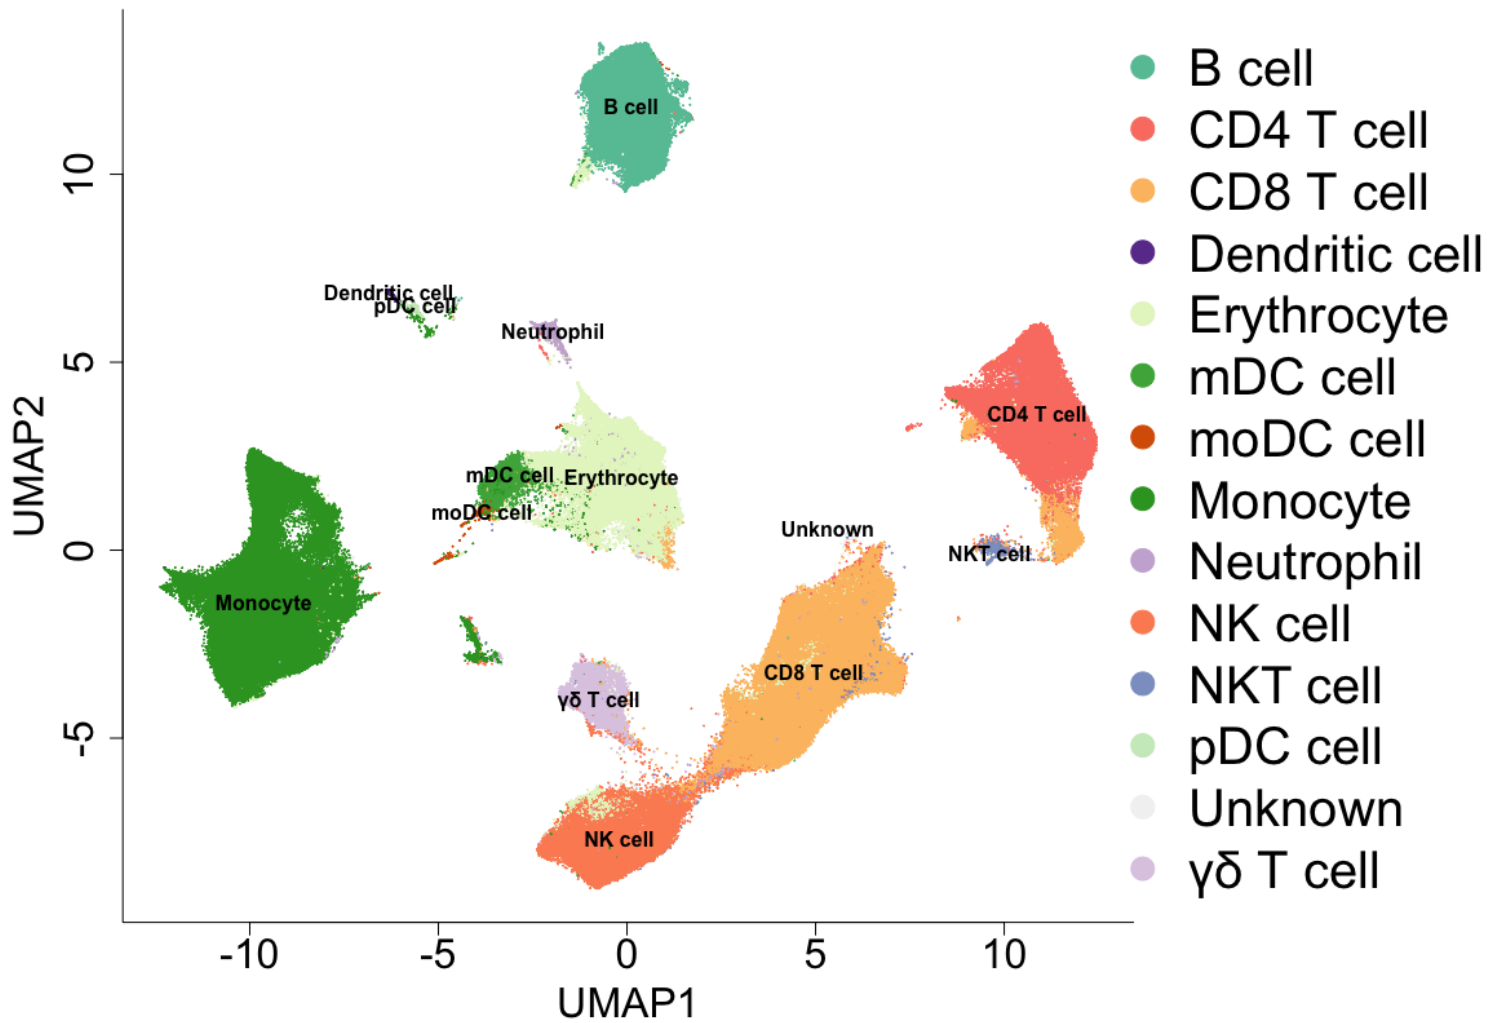 B cell
Dendritic cell
pDC cell
Neutrophil
CD4 T cell
mDC cell
Erythrocyte
moDC cell
Unknown
NKT cell
Monocyte
CD8 T cell
γδ T cell
NK cell
UMAP2
10
5
0
-5
-10
-5
0
5
10
UMAP1
B cell
CD4 T cell
CD8 T cell
Dendritic cell
Erythrocyte
mDC cell
moDC cell
Monocyte
Neutrophil
NK cell
NKT cell
pDC cell
Unknown
γδ T cell